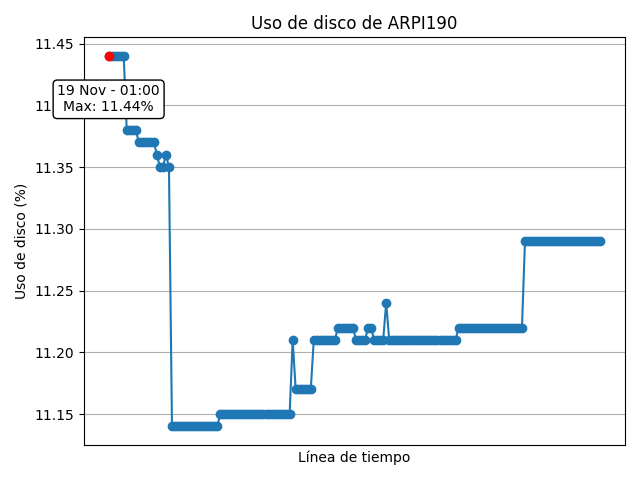 Uso de disco de ARPI190
11.45
19 Nov - 01:00
Max: 11.44%
11.35
11.30
11.25
11.20
11.15
Uso de disco (%)
Línea de tiempo